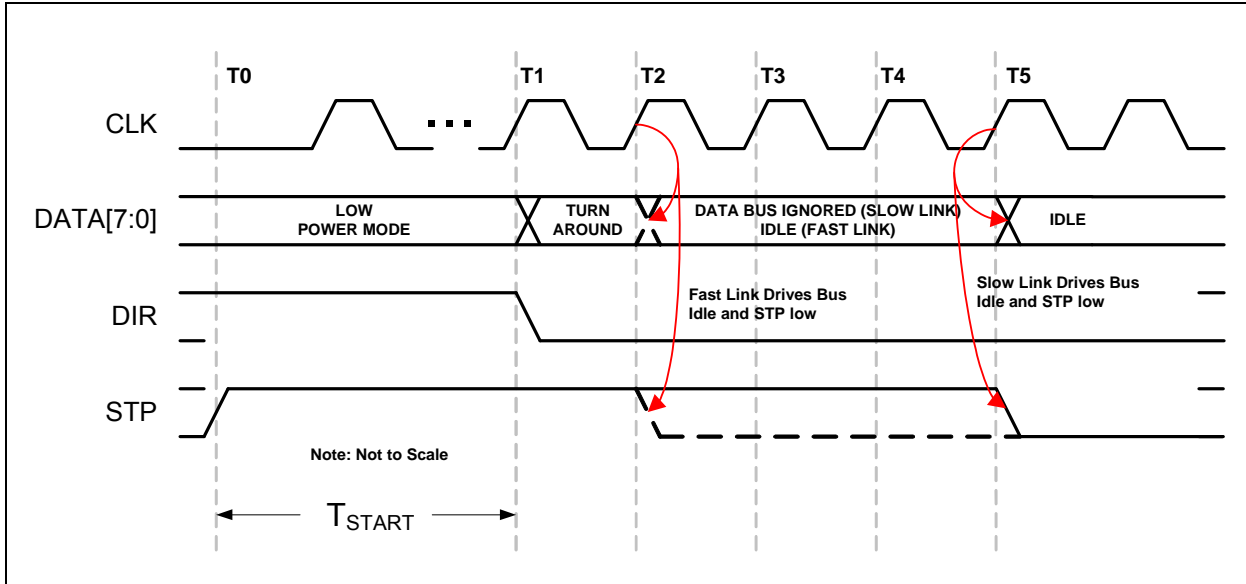 T0 T1 T2 T3 T4 T5
CLK
DATA[7:0]
LOW
POWER MODE
TURN
AROUND
DATA BUS IGNORED (SLOW LINK)
IDLE (FAST LINK)
IDLE
DIR
Fast Link Drives Bus
Idle and STP low
Slow Link Drives Bus
Idle and STP low
STP
Note: Not to Scale
TSTART